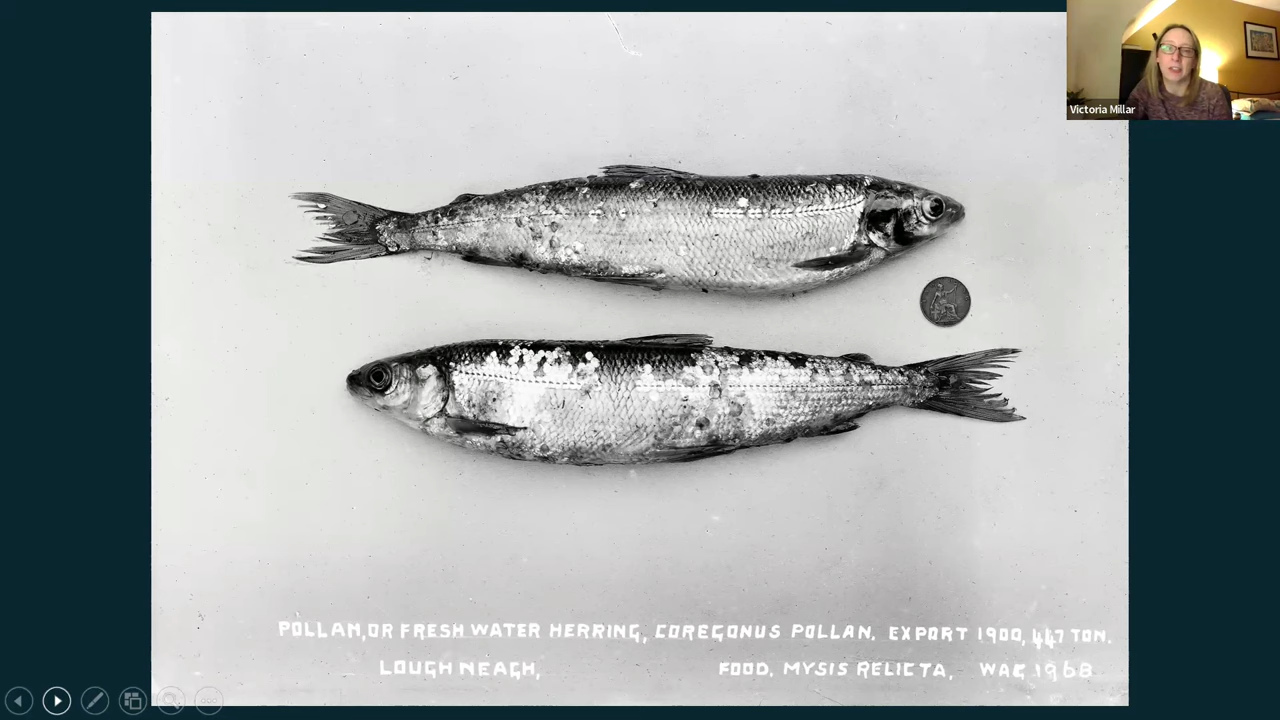 Victoria Millar
POLLAN, OR FRESH WATER HERRING, COREGONUS POLLAN. EXPORT 1900, 447 TON.
LOUGH NEAGH, FOOD, MYSIS RELICTA, WAG 1968